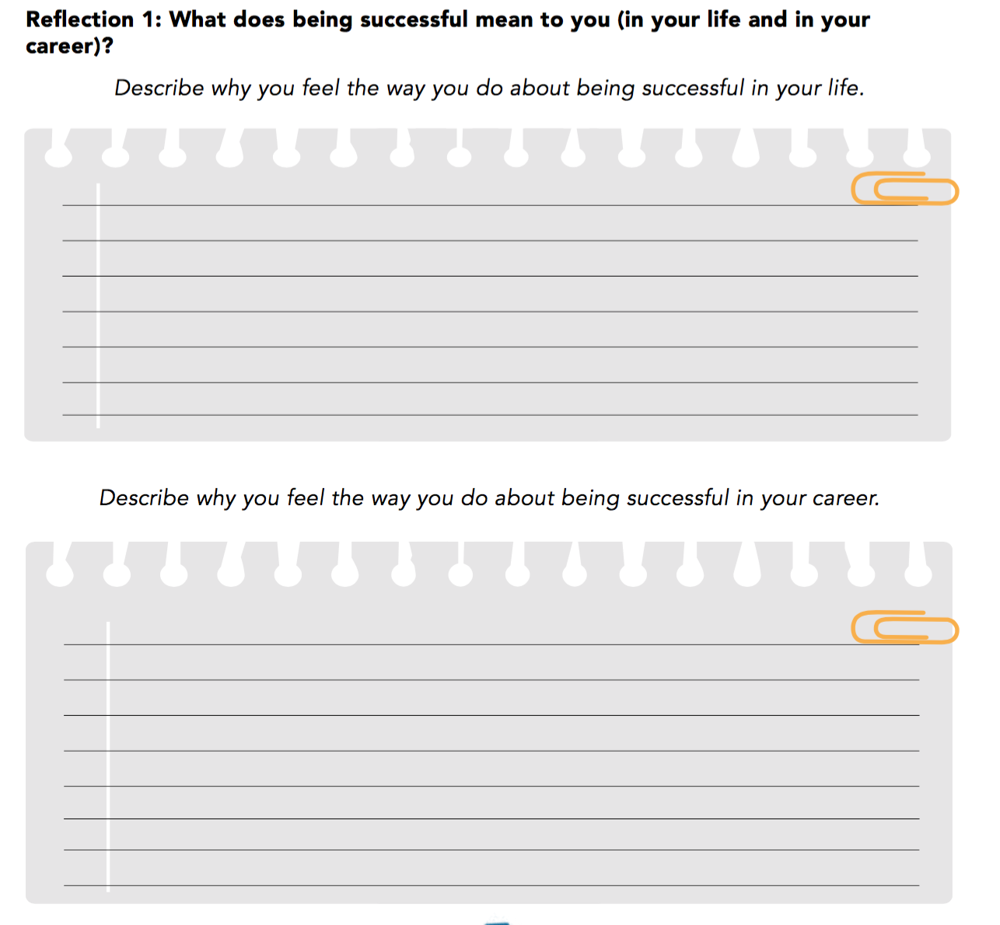 Reflection 1: What does being successful mean to you (in your life and in your
career)?
Describe why you feel the way you do about being successful in your life.
Describe why you feel the way you do about being successful in your career.